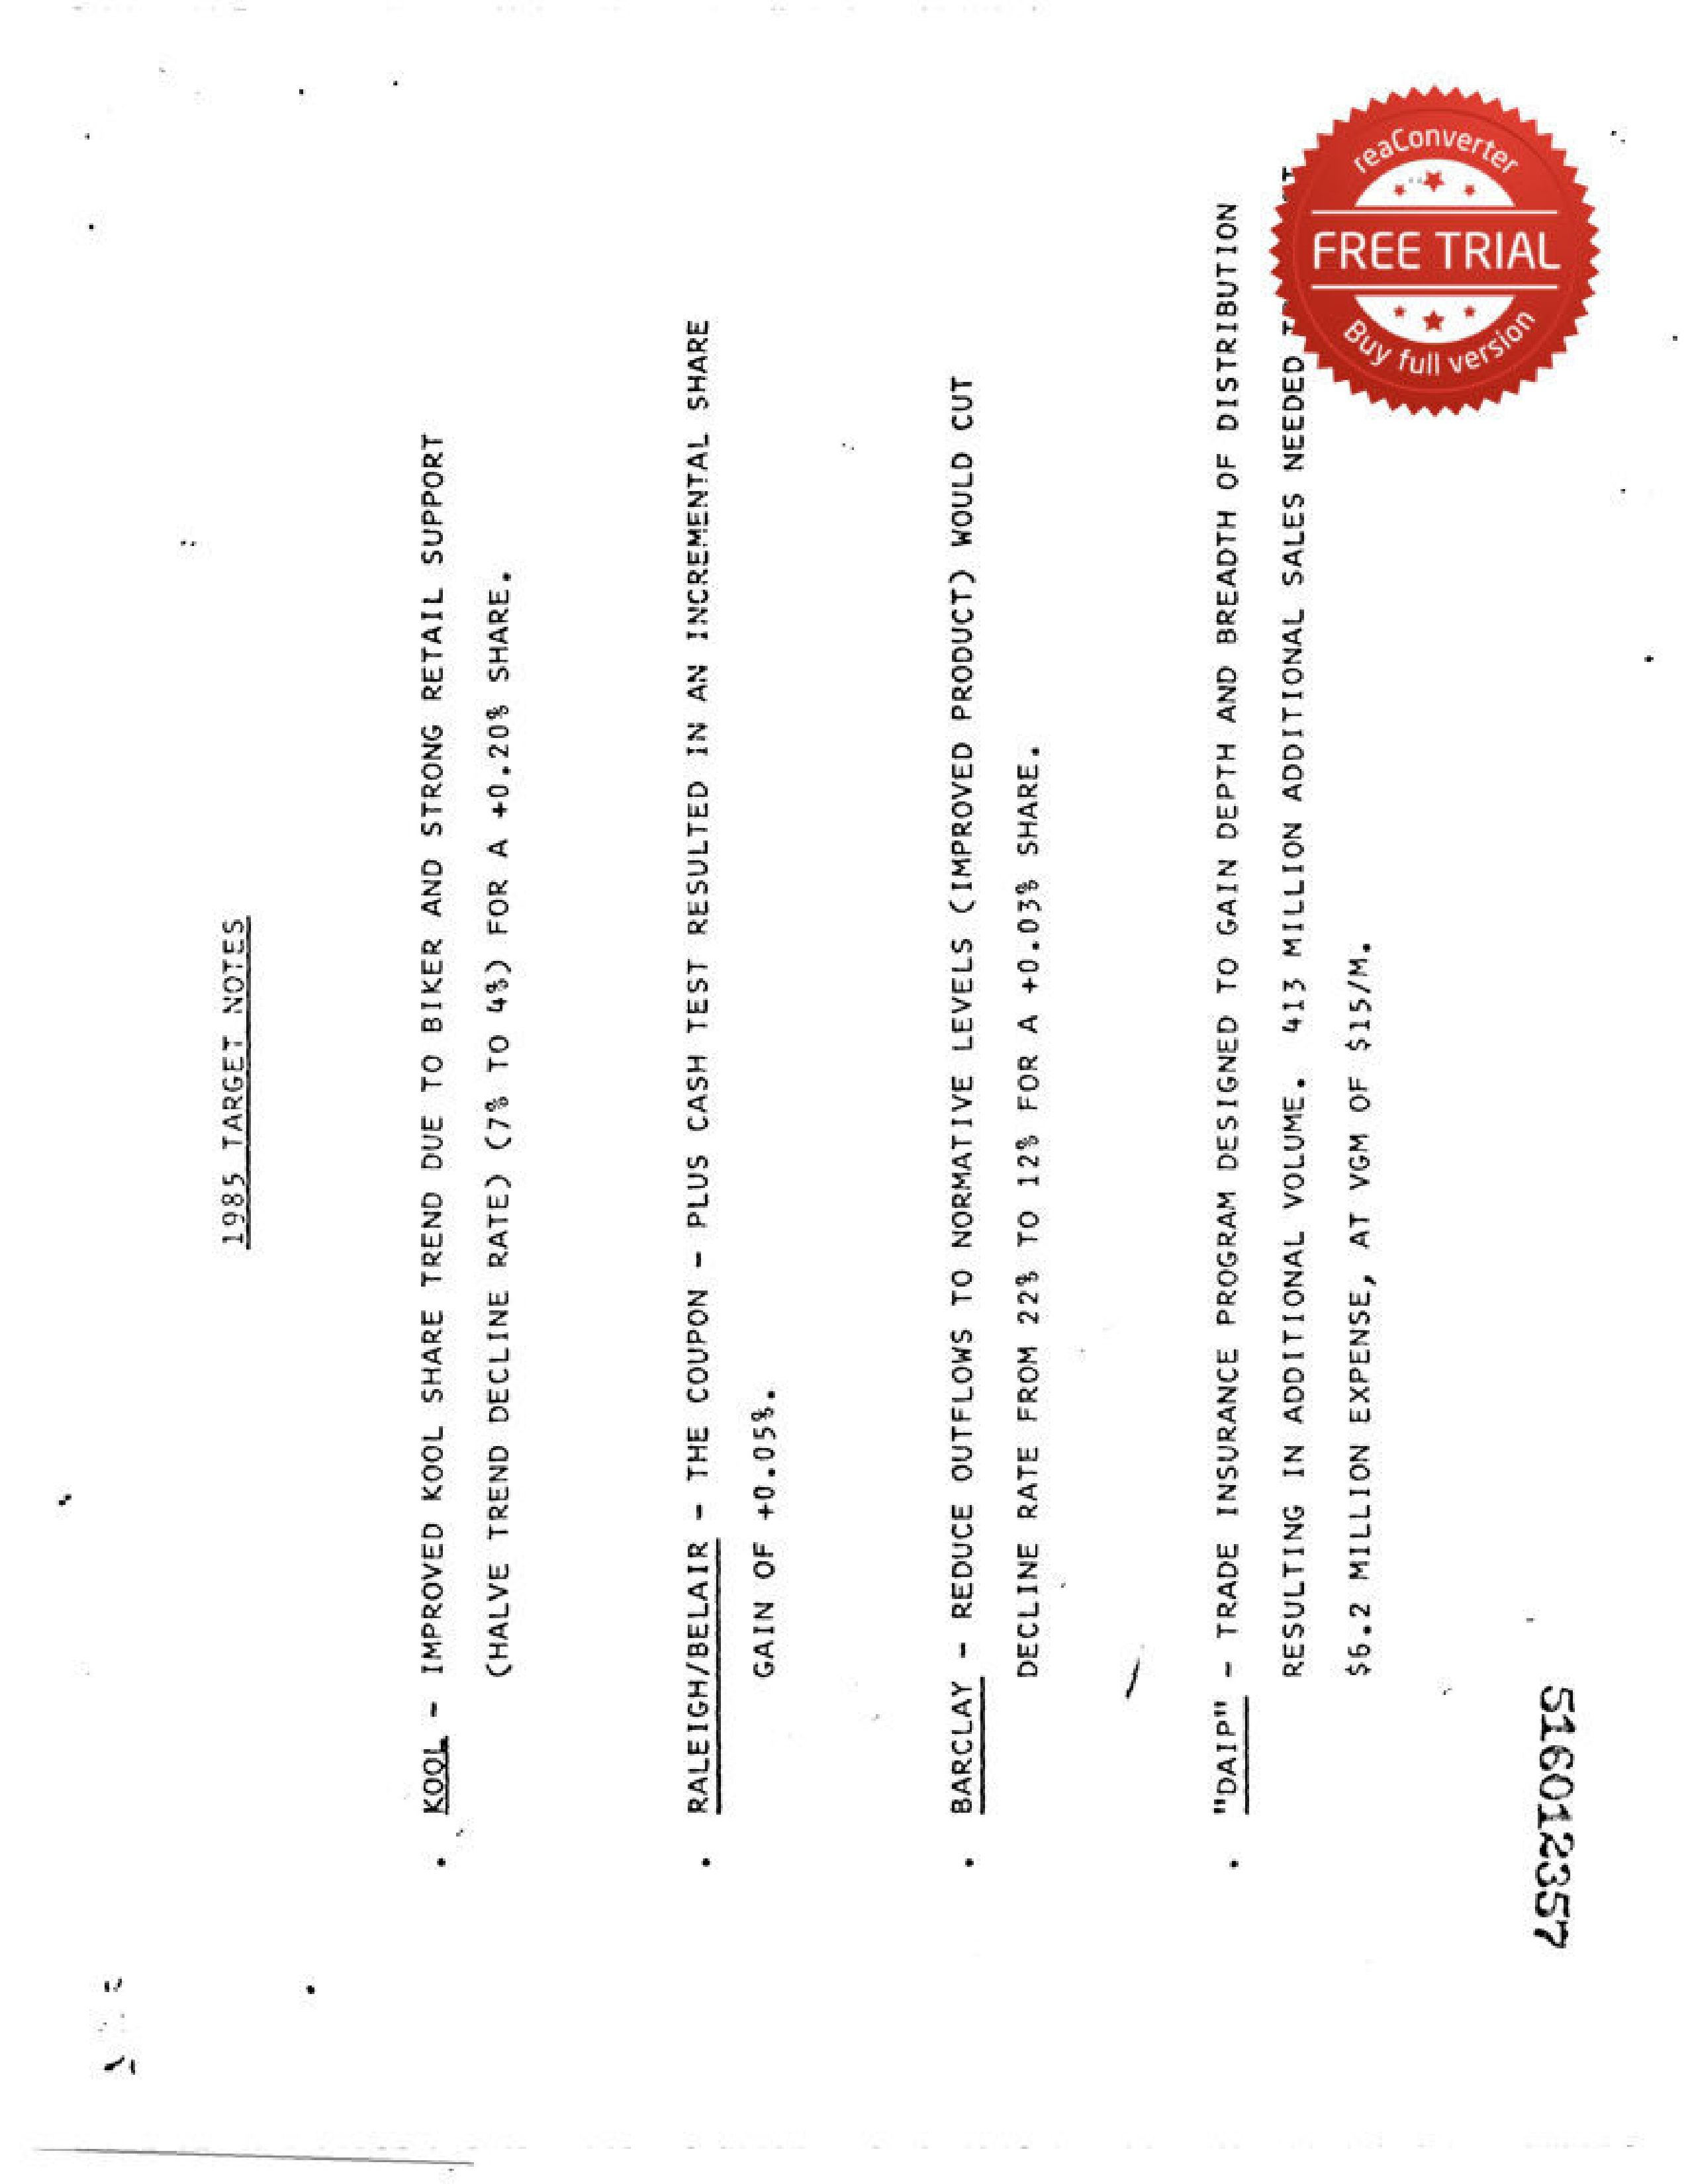 1985 TARGET NOTES
• KOOL - IMPROVED KOOL SHARE TREND DUE TO BIKER AND STRONG RETAIL SUPPORT
(HALVE TREND DECLINE RATE) (7% TO 4%) FOR A +0.20% SHARE.
• RALEIGH/BELAIR - THE COUPON - PLUS CASH TEST RESULTED IN AN INCREMENTAL SHARE
GAIN OF +0.05%.
• BARCLAY - REDUCE OUTFLOWS TO NORMATIVE LEVELS (IMPROVED PRODUCT) WOULD CUT
DECLINE RATE FROM 22% TO 12% FOR A +0.03% SHARE.
• "DAIP" - TRADE INSURANCE PROGRAM DESIGNED TO GAIN DEPTH AND BREADTH OF DISTRIBUTION
RESULTING IN ADDITIONAL VOLUME. 413 MILLION ADDITIONAL SALES NEEDED
$6.2 MILLION EXPENSE, AT VGM OF $15/M.
516012357
reaConverter
FREE TRIAL
Buy full version